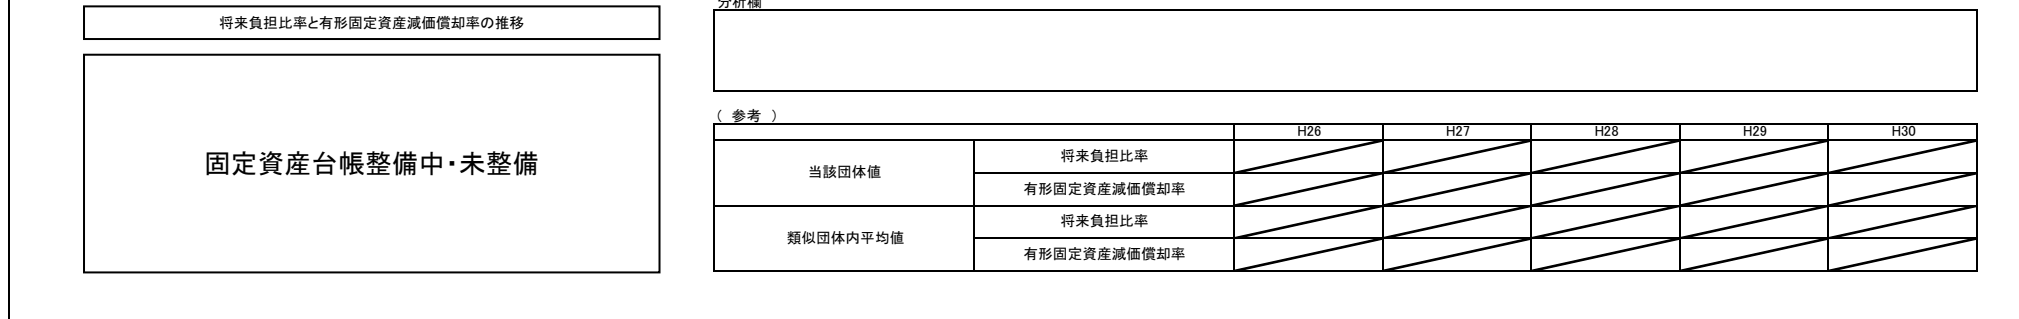 将来負担比率と有形固定資産減価償却率の推移
固定資産台帳整備中・未整備
分析欄
（ 参考 ）
H26 H27 H28 H29 H30
当該団体値
将来負担比率
有形固定資産減価償却率
類似団体内平均値
将来負担比率
有形固定資産減価償却率